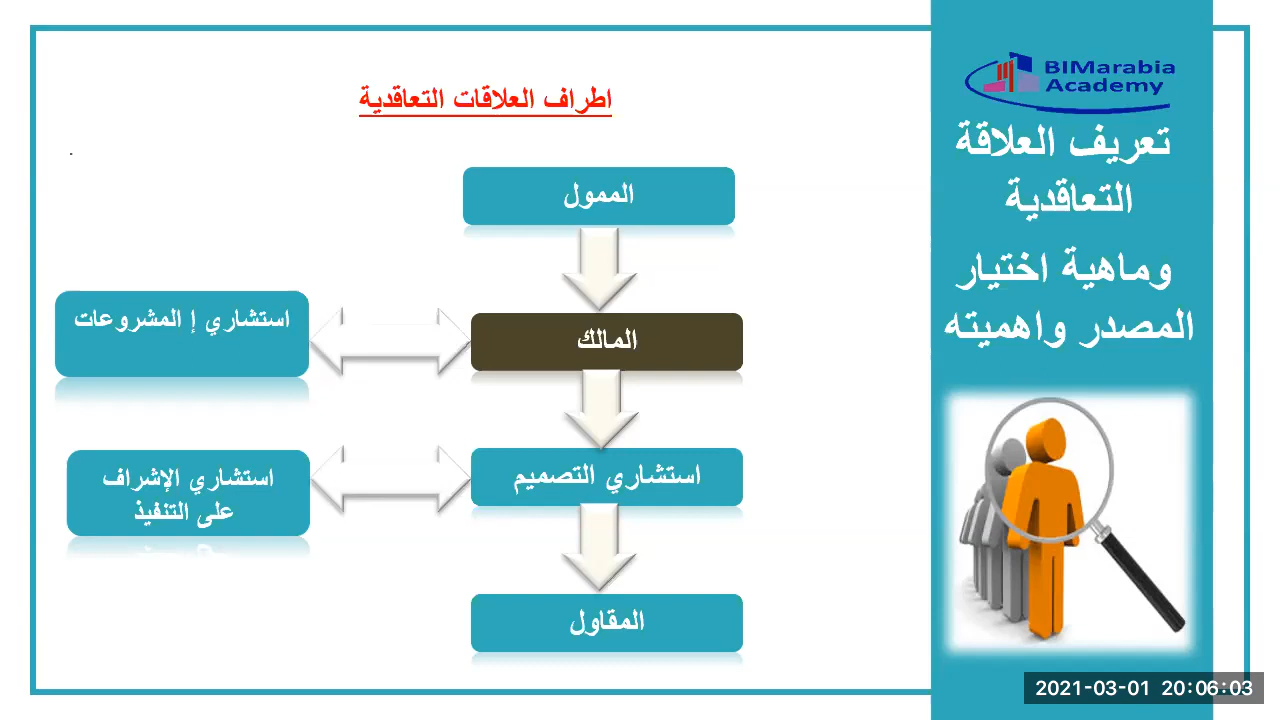 BIMarabia
Academy
تعريف العلاقة
التعاقدية
وماهية اختيار
المصدر واهميته
اطراف العلاقات التعاقدية
.
الممول
المالك
استشاري إ المشروعات
استشاري التصميم
استشاري الإشراف
على التنفيذ
المقاول
2021-03-01 20:06:03